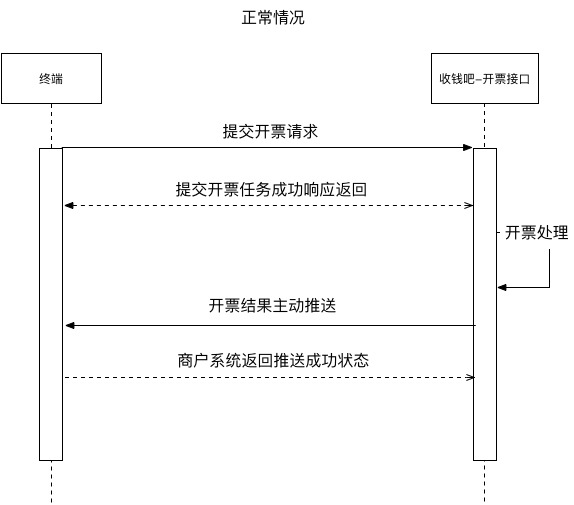 正常情况
终端
收钱吧-开票接口
提交开票请求
提交开票任务成功响应返回
开票处理
开票结果主动推送
商户系统返回推送成功状态